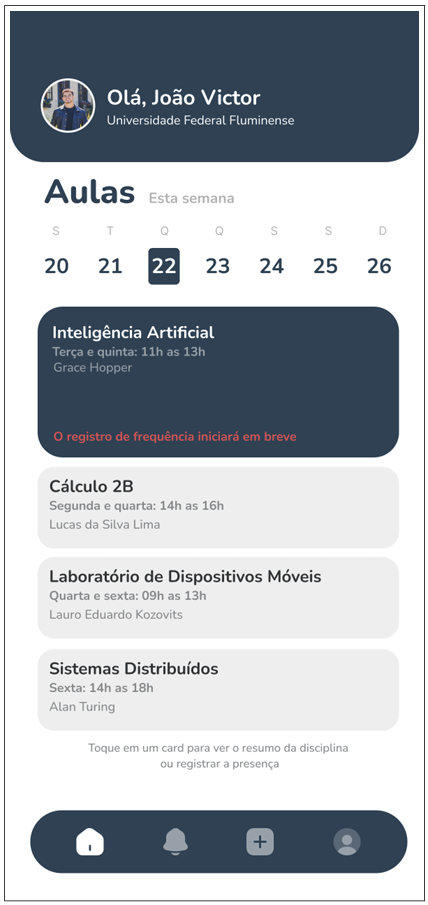 Olá, João Victor
Universidade Federal Fluminense
Aulas Esta semana
S T Q Q S S D
20 21 22 23 24 25 26
Inteligência Artificial
Terça e quinta: 11h as 13h
Grace Hopper
O registro de frequência iniciará em breve
Cálculo 2B
Segunda e quarta: 14h as 16h
Lucas da Silva Lima
Laboratório de Dispositivos Móveis
Quarta e sexta: 09h as 13h
Lauro Eduardo Kozovits
Sistemas Distribuídos
Sexta: 14h as 18h
Alan Turing
Toque em um card para ver o resumo da disciplina
ou registrar a presença